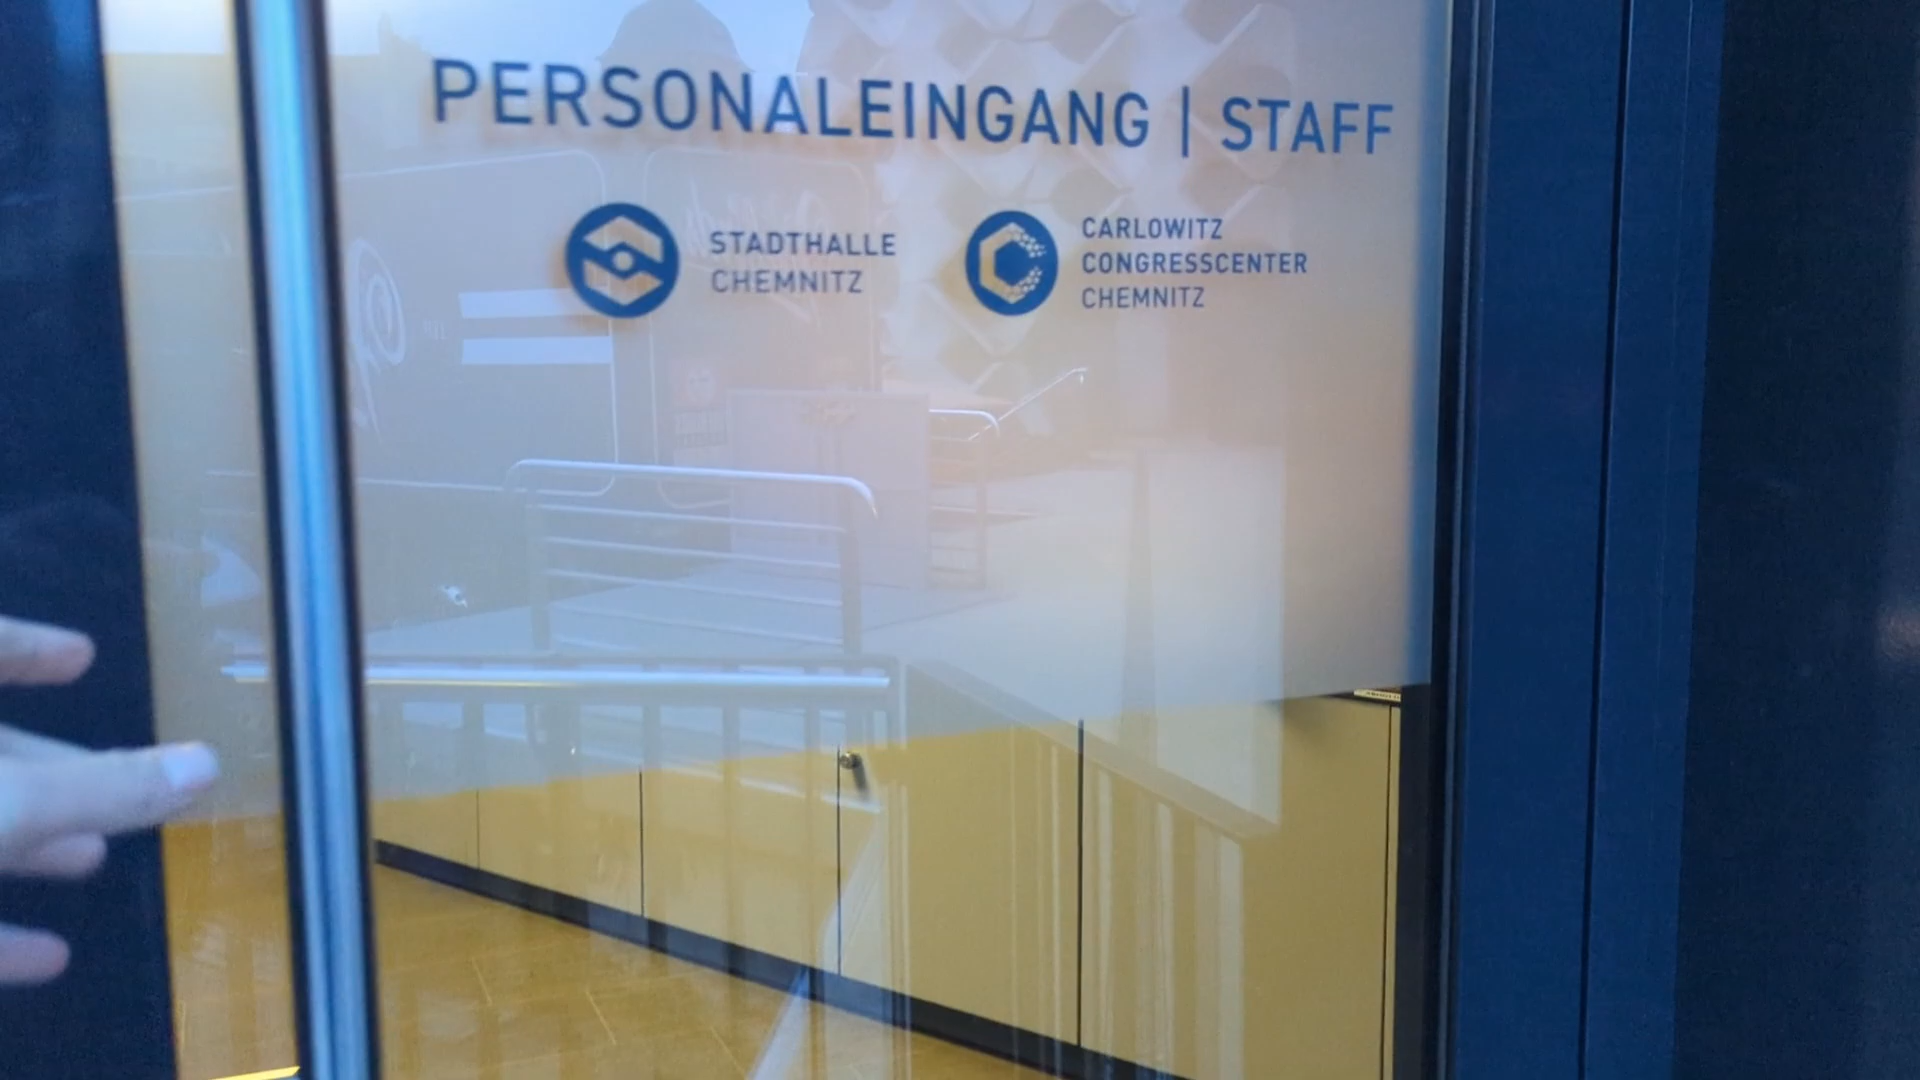 PERSONALEINGANG | STAFF
STADTHALLE
CHEMNITZ
CARLOWITZ
CONGRESSCENTER
CHEMNITZ